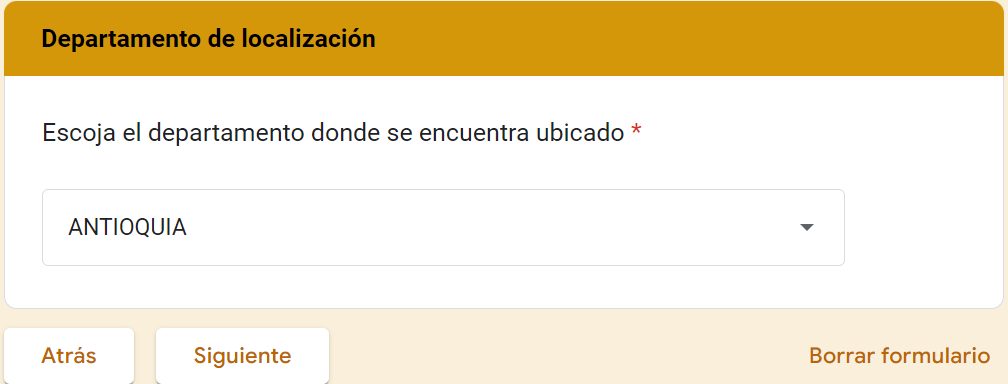 Departamento de localización
Escoja el departamento donde se encuentra ubicado *
ANTIOQUIA
Atrás
Siguiente
Borrar formulario